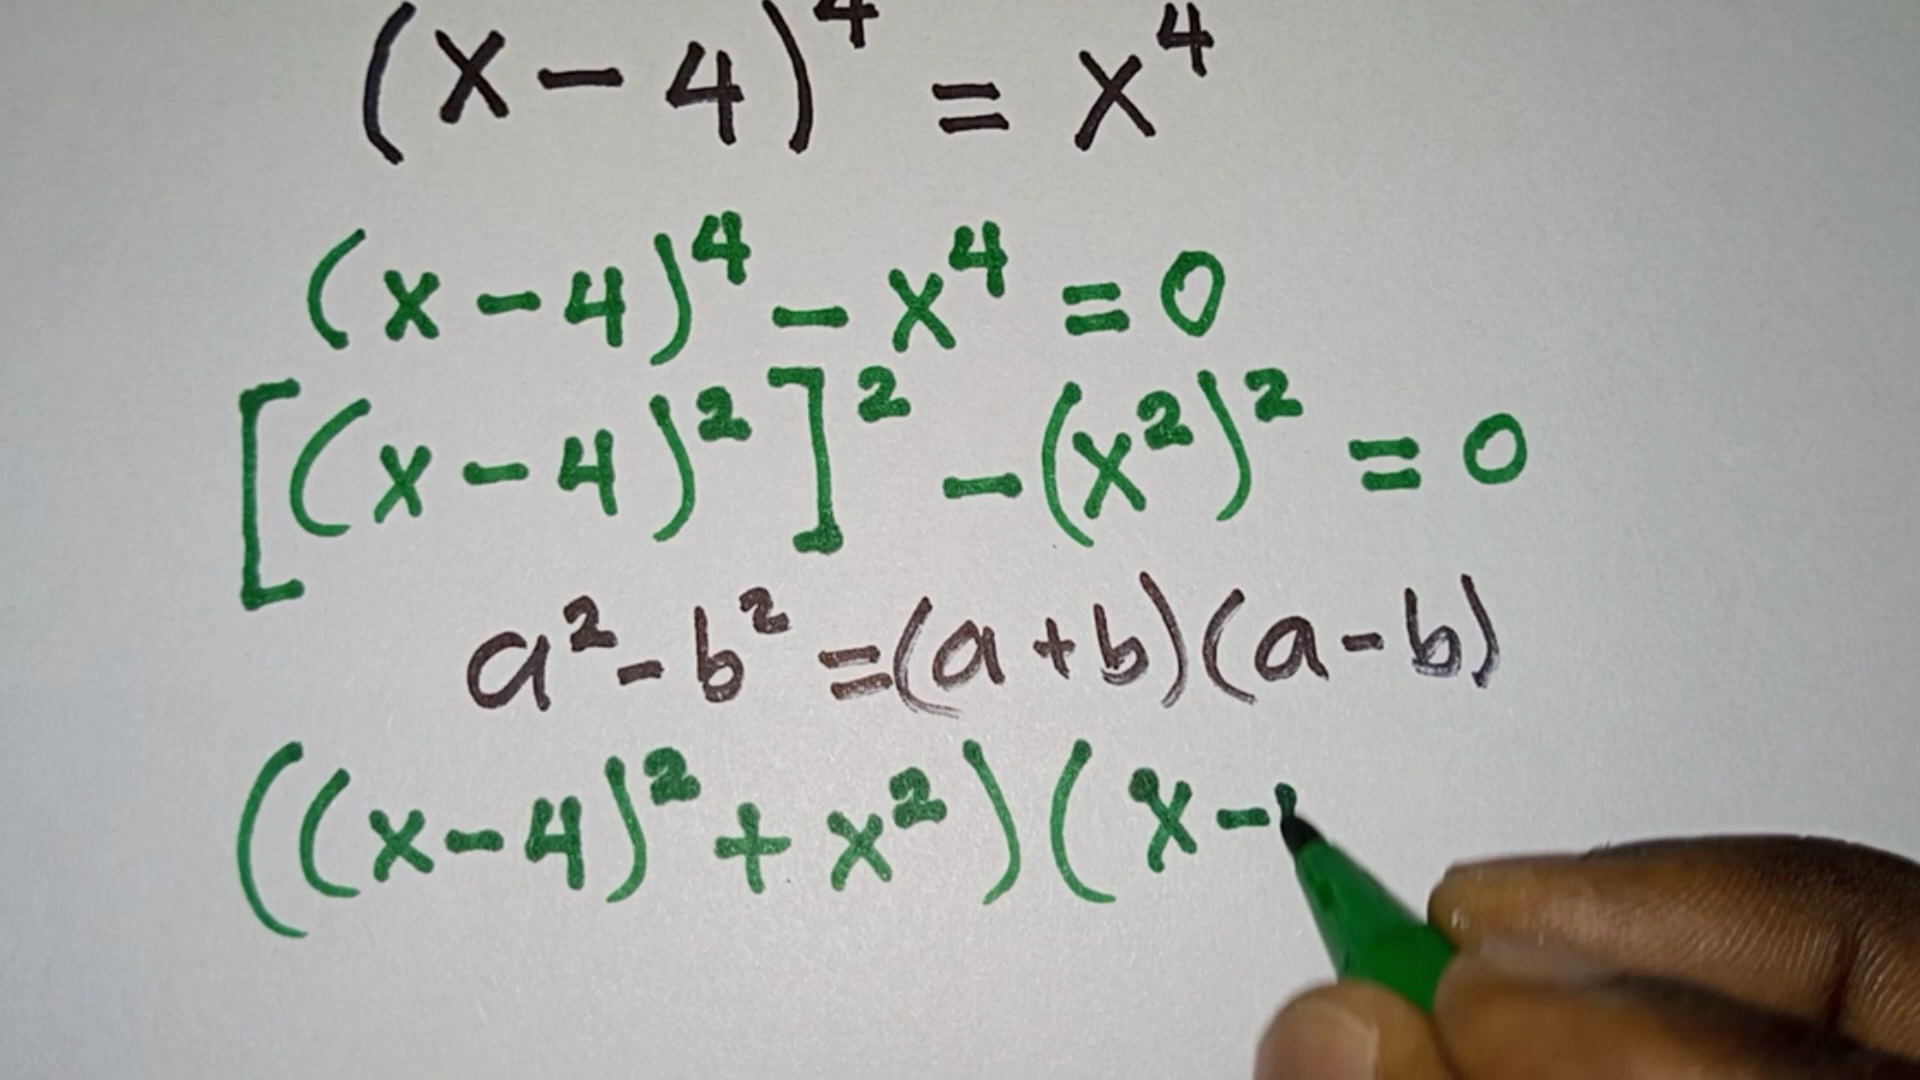 (x-4)⁴ = x⁴
(x-4)⁴ - x⁴ = 0
[(x-4)²]² - (x²)² = 0
a² - b² = (a+b)(a-b)
((x-4)² + x²)(x-